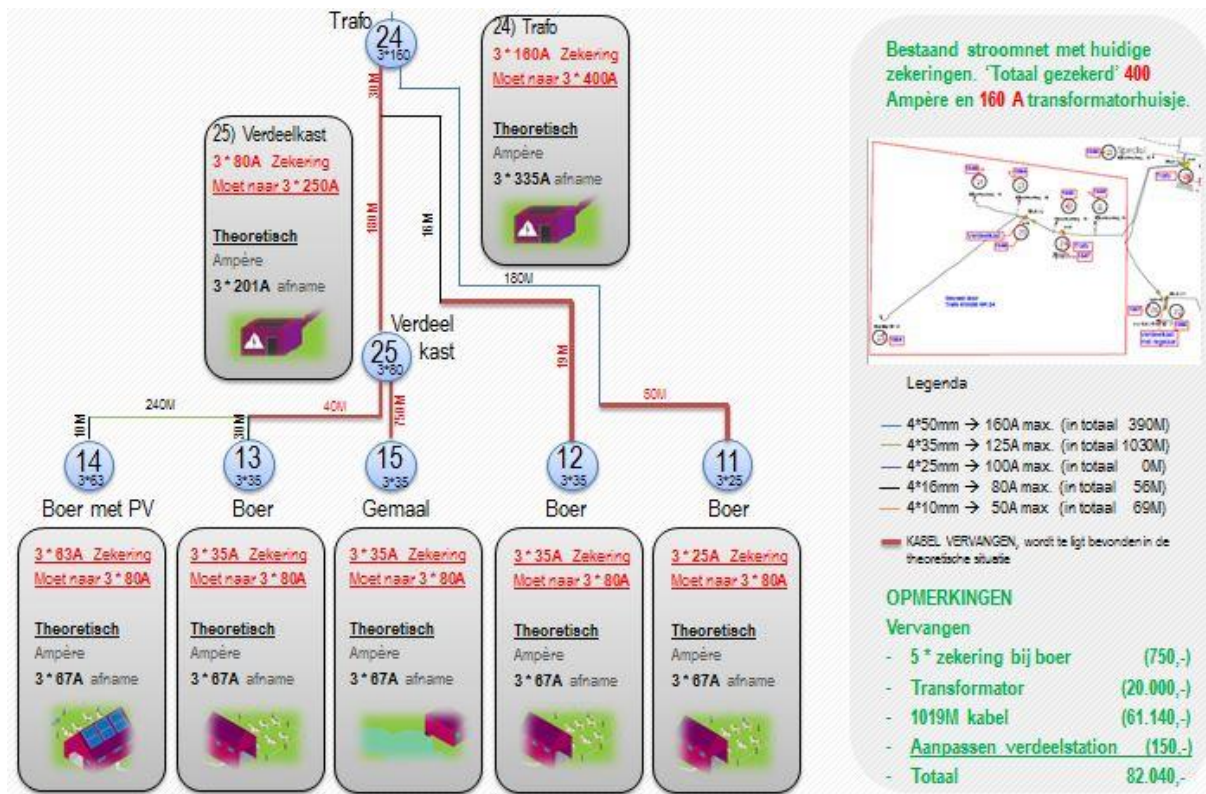 Trafo
24
3*160
24) Trafo
3 * 160A Zekering
Moet naar 3 * 400A
Theoretisch
Ampère
3 * 335A afname
30M
25) Verdeelkast
3 * 80A Zekering
Moet naar 3 * 250A
Theoretisch
Ampère
3 * 201A afname
180M
16M
180M
Verdeel
kast
25
3*80
19M
240M
40M
750M
50M
10M
30M
14
3*63
13
3*35
15
3*35
12
3*35
11
3*25
Boer met PV
Boer
Gemaal
Boer
Boer
3 * 63A Zekering
Moet naar 3 * 80A
Theoretisch
Ampère
3 * 67A afname
3 * 35A Zekering
Moet naar 3 * 80A
Theoretisch
Ampère
3 * 67A afname
3 * 35A Zekering
Moet naar 3 * 80A
Theoretisch
Ampère
3 * 67A afname
3 * 35A Zekering
Moet naar 3 * 80A
Theoretisch
Ampère
3 * 67A afname
3 * 25A Zekering
Moet naar 3 * 80A
Theoretisch
Ampère
3 * 67A afname
Bestaand stroomnet met huidige
zekeringen. 'Totaal gezekerd' 400
Ampère en 160 A transformatorhuisje.
Legenda
4*50mm → 160A max. (in totaal 390M)
4*35mm → 125A max. (in totaal 1030M)
4*25mm → 100A max. (in totaal 0M)
4*16mm → 80A max. (in totaal 56M)
4*10mm → 50A max (in totaal 69M)
KABEL VERVANGEN, wordt te ligt bevonden in de
theoretische situatie
OPMERKINGEN
Vervangen
- 5 * zekering bij boer (750,-)
- Transformator (20.000,-)
- 1019M kabel (61.140,-)
- Aanpassen verdeelstation (150,-)
- Totaal 82.040,-